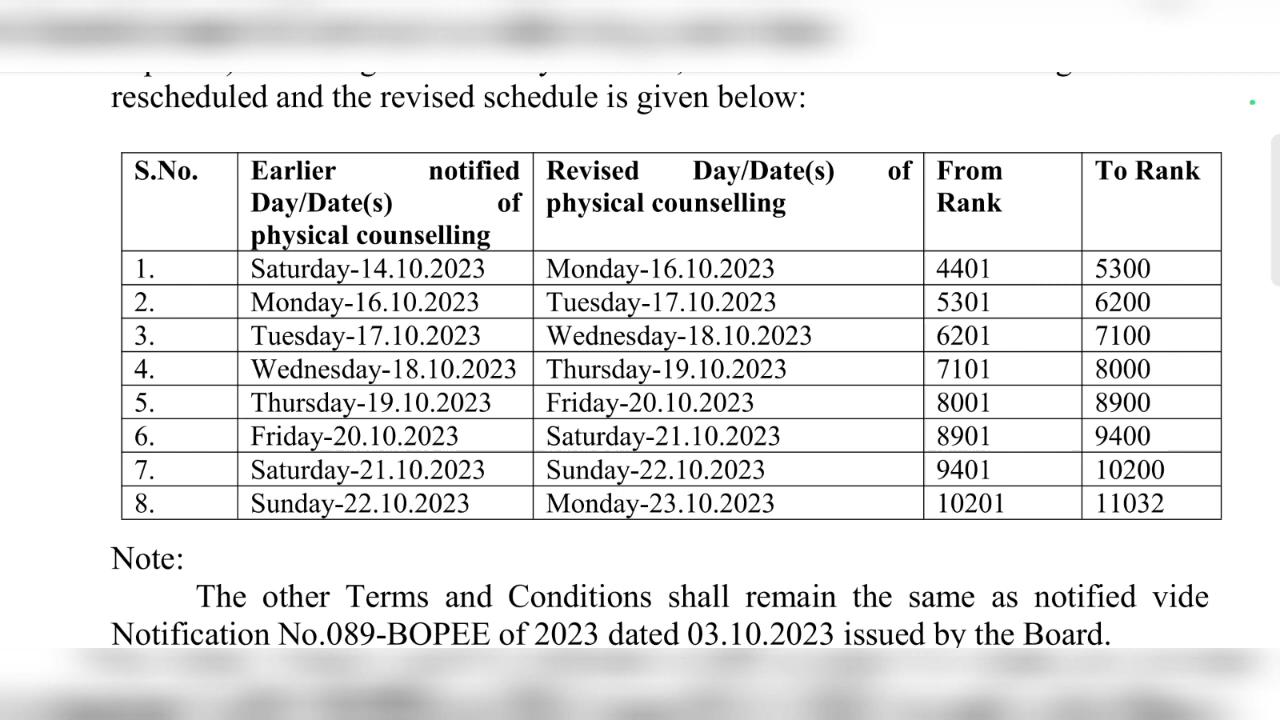 rescheduled and the revised schedule is given below:
S.No. Earlier notified Day/Date(s) of physical counselling Revised Day/Date(s) of physical counselling From Rank To Rank
1. Saturday-14.10.2023 Monday-16.10.2023 4401 5300
2. Monday-16.10.2023 Tuesday-17.10.2023 5301 6200
3. Tuesday-17.10.2023 Wednesday-18.10.2023 6201 7100
4. Wednesday-18.10.2023 Thursday-19.10.2023 7101 8000
5. Thursday-19.10.2023 Friday-20.10.2023 8001 8900
6. Friday-20.10.2023 Saturday-21.10.2023 8901 9400
7. Saturday-21.10.2023 Sunday-22.10.2023 9401 10200
8. Sunday-22.10.2023 Monday-23.10.2023 10201 11032
Note:
The other Terms and Conditions shall remain the same as notified vide
Notification No.089-BOPEE of 2023 dated 03.10.2023 issued by the Board.